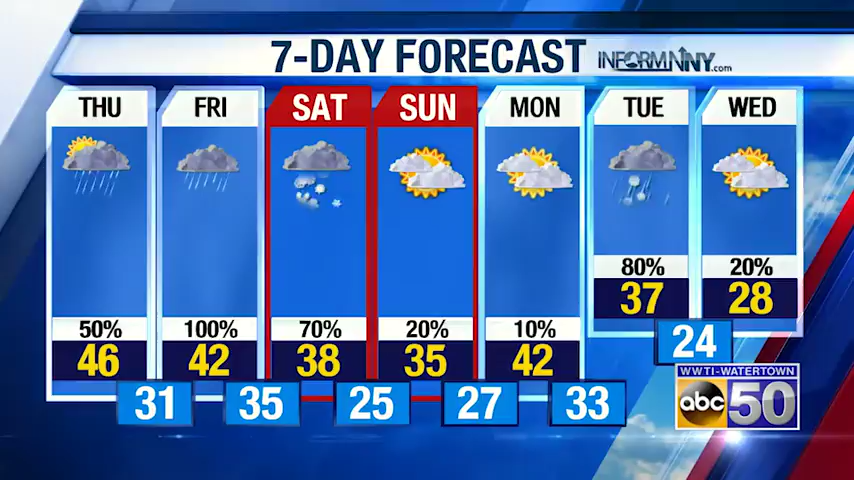 7-DAY FORECAST INFORMNNY.com
THU FRI SAT SUN MON TUE WED
80% 20%
37 28
50% 100% 70% 20% 10%
46 42 38 35 42
24
31 35 25 27 33
WWTI-WATERTOWN
abc 50